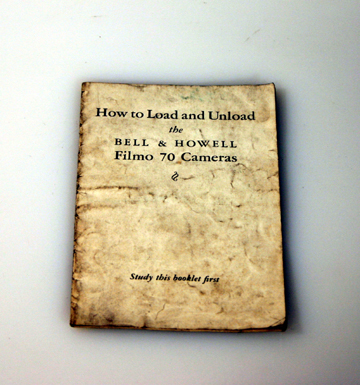 How to Load and Unload
the
BELL & HOWELL
Filmo 70 Cameras
Study this booklet first